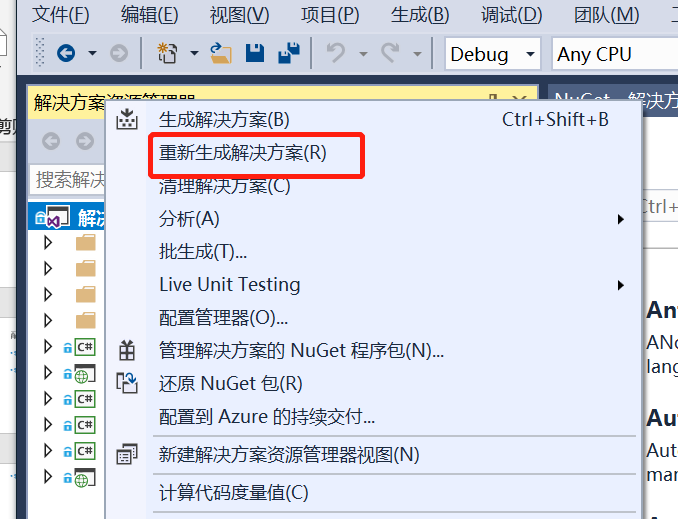 文件(F) 编辑(E) 视图(V) 项目(P) 生成(B) 调试(D) 团队(M)
Debug Any CPU
解决方案资源管理器
NuGet - 解决方
生成解决方案(B) Ctrl+Shift+B
重新生成解决方案(R)
搜索解决
清理解决方案(C)
解决
分析(A)
批生成(T)...
Live Unit Testing
配置管理器(O)...
管理解决方案的 NuGet 程序包(N)...
还原 NuGet 包(R)
配置到 Azure 的持续交付...
新建解决方案资源管理器视图(N)
计算代码度量值(C)
Ctrl+
An
ANo
lang
Au
Aut
mar
C#
C#
C#
C#
C#